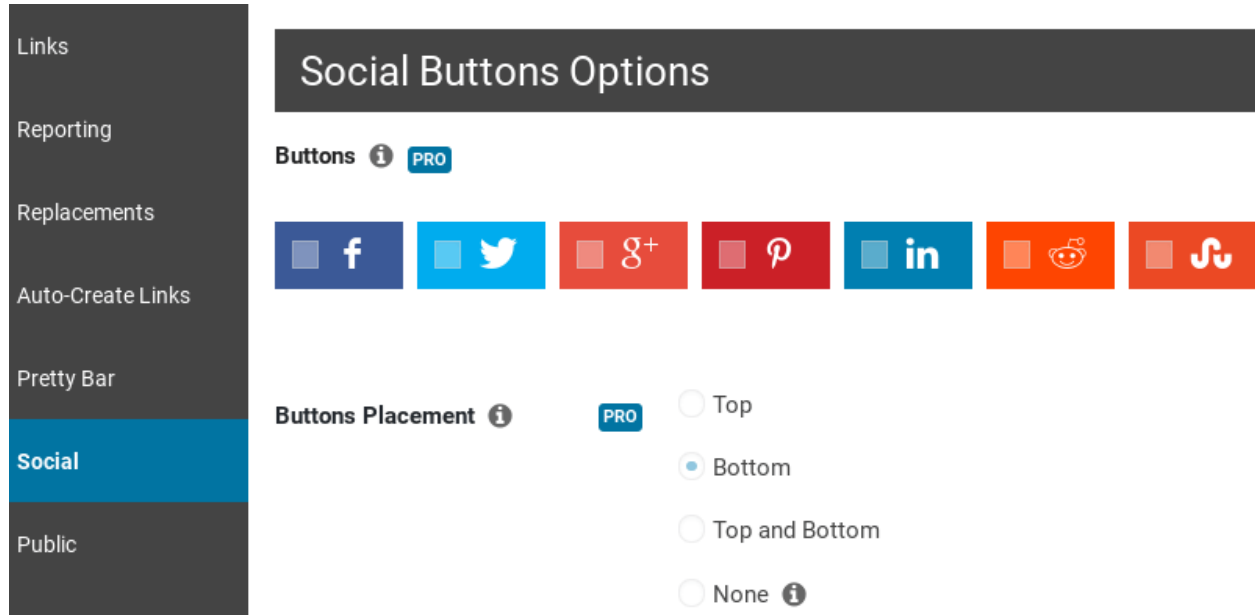 Links
Reporting
Replacements
Auto-Create Links
Pretty Bar
Social
Public
Social Buttons Options
Buttons PRO
f g+ in
Buttons Placement PRO
Top
Bottom
Top and Bottom
None